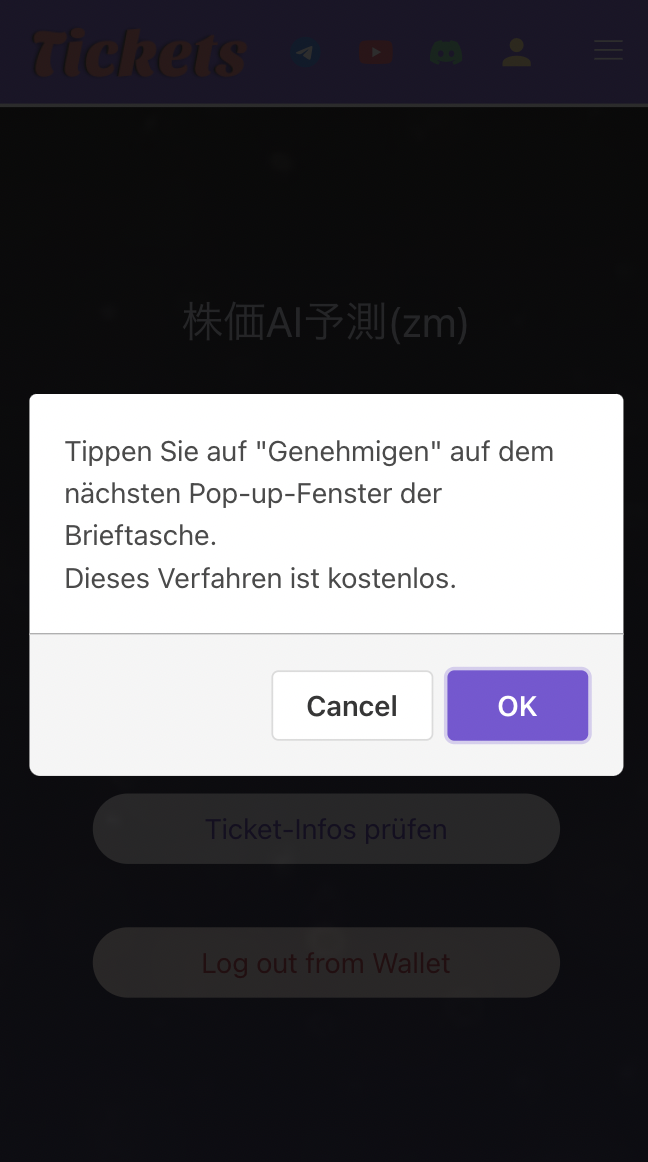 Tickets
株価AI予測(zm)
Tippen Sie auf "Genehmigen" auf dem
nächsten Pop-up-Fenster der
Brieftasche.
Dieses Verfahren ist kostenlos.
Cancel
OK
Ticket-Infos prüfen
Log out from Wallet